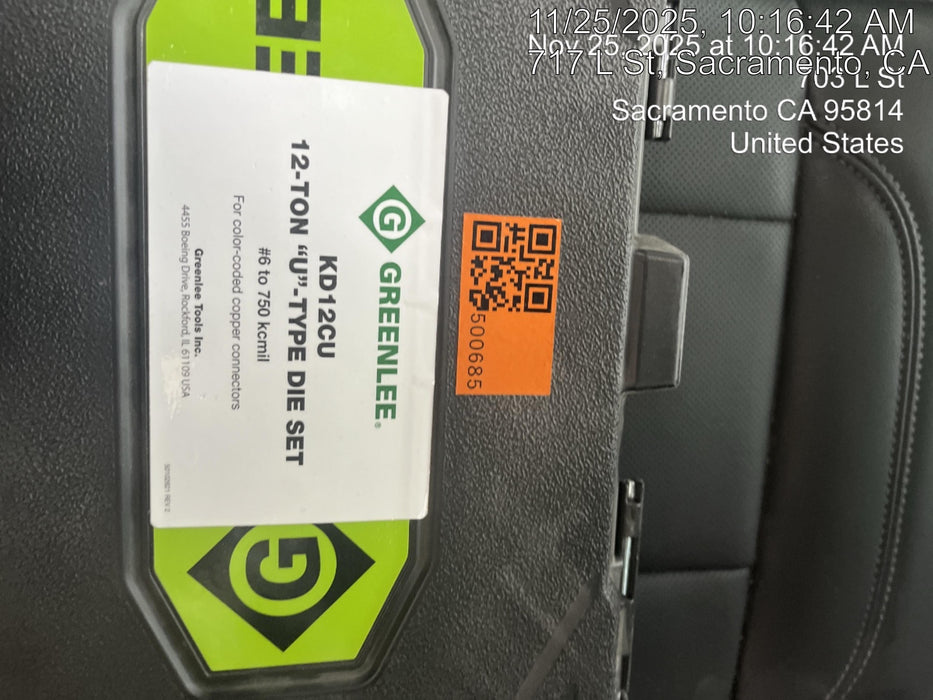 11/25/2025, 10:16:42 AM
Nov 25, 2025 at 10:16:42 AM
717 L St, Sacramento, CA
703 L St
Sacramento CA 95814
United States
G GREENLEE®
KD12CU
12-TON “U”-TYPE DIE SET
#6 to 750 kcmil
For color-coded copper connectors
Greenlee Tools Inc.
4455 Boeing Drive, Rockford, IL 61109 USA
500685
EE
G